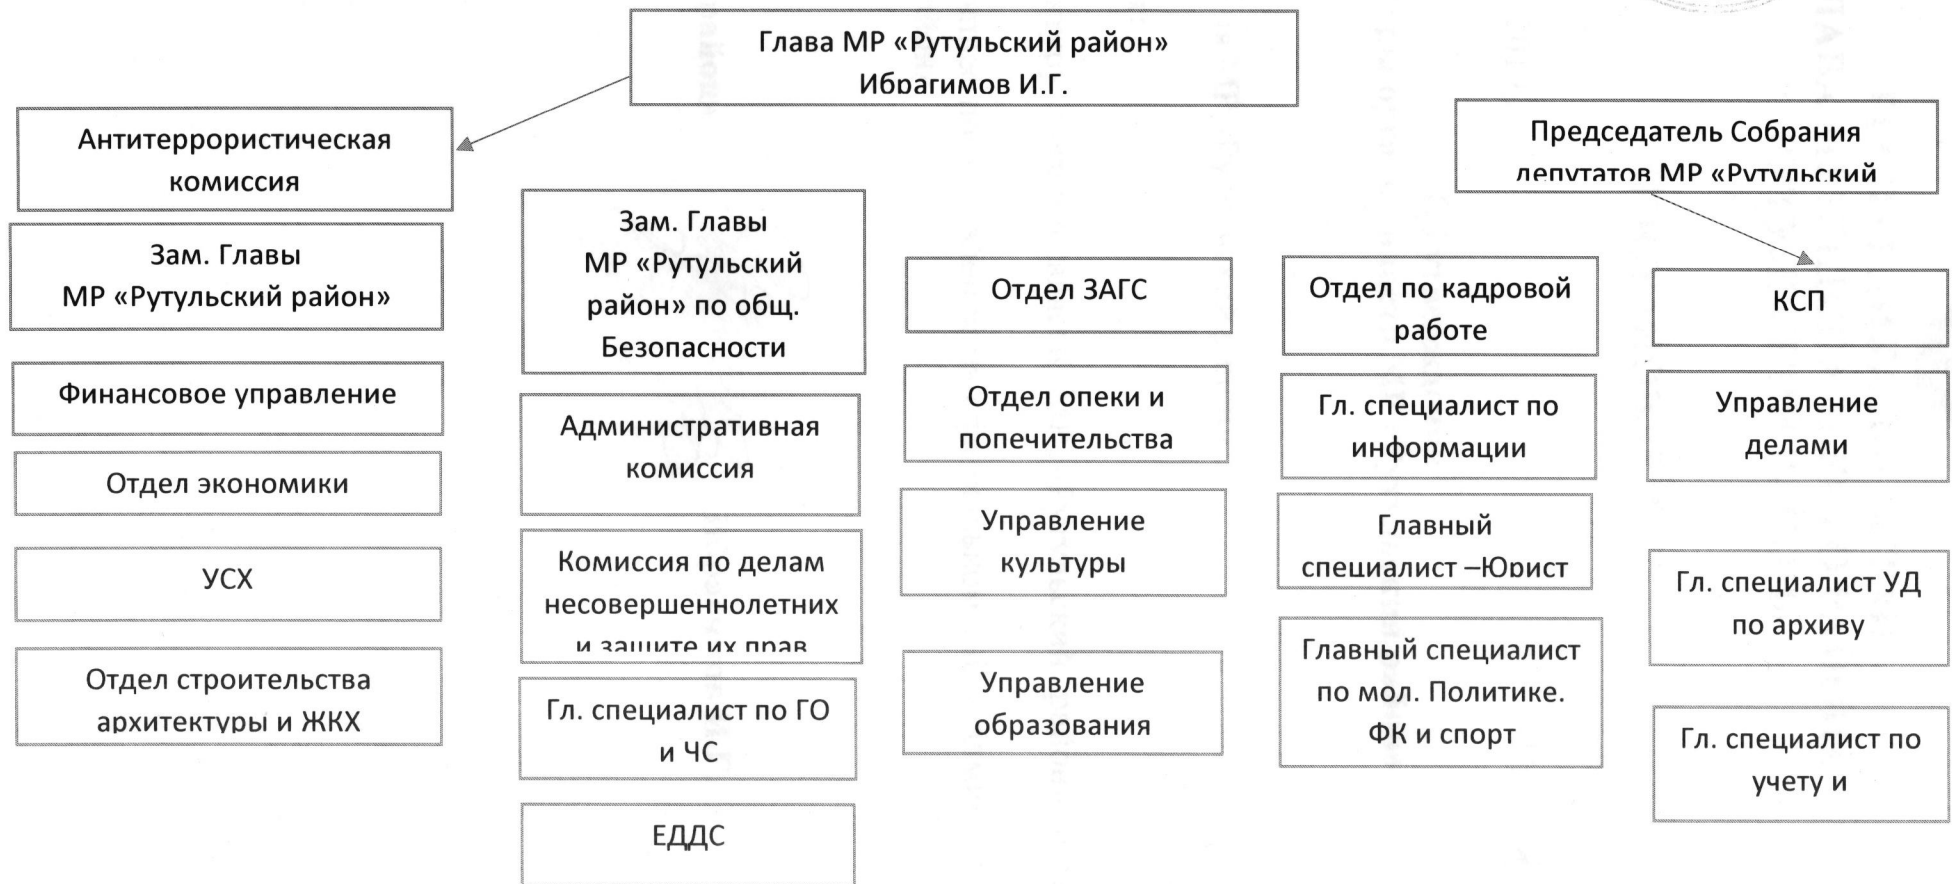 Глава МР «Рутульский район»
Ибрагимов И.Г.
Антитеррористическая
комиссия
Председатель Собрания
депутатов МР «Рутульский
Зам. Главы
МР «Рутульский район»
Финансовое управление
Отдел экономики
УСХ
Отдел строительства
архитектуры и ЖКХ
Зам. Главы
МР «Рутульский
район» по общ.
Безопасности
Административная
комиссия
Комиссия по делам
несовершеннолетних
и защите их прав
Гл. специалист по ГО
и ЧС
ЕДДС
Отдел ЗАГС
Отдел опеки и
попечительства
Управление
культуры
Управление
образования
Отдел по кадровой
работе
Гл. специалист по
информации
Главный
специалист –Юрист
Главный специалист
по мол. Политике.
ФК и спорт
КСП
Управление
делами
Гл. специалист УД
по архиву
Гл. специалист по
учету и